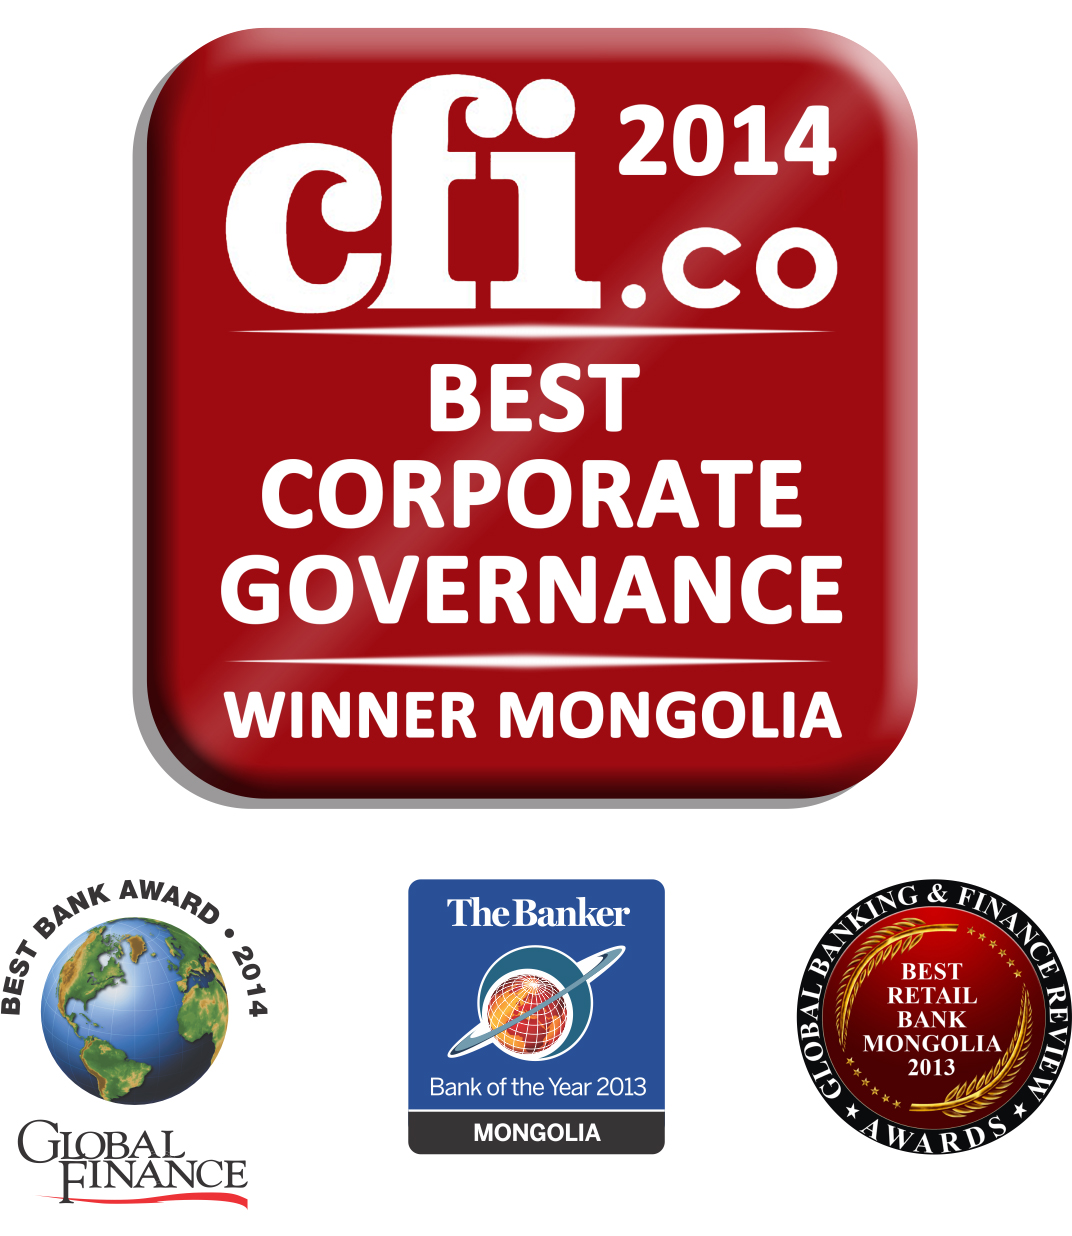 cfi.co 2014
BEST
CORPORATE
GOVERNANCE
WINNER MONGOLIA
BEST BANK AWARD • 2014
GLOBAL
FINANCE
The Banker
Bank of the Year 2013
MONGOLIA
GLOBAL BANKING & FINANCE REVIEW
BEST
RETAIL
BANK
MONGOLIA
2013
★ AWARDS ★